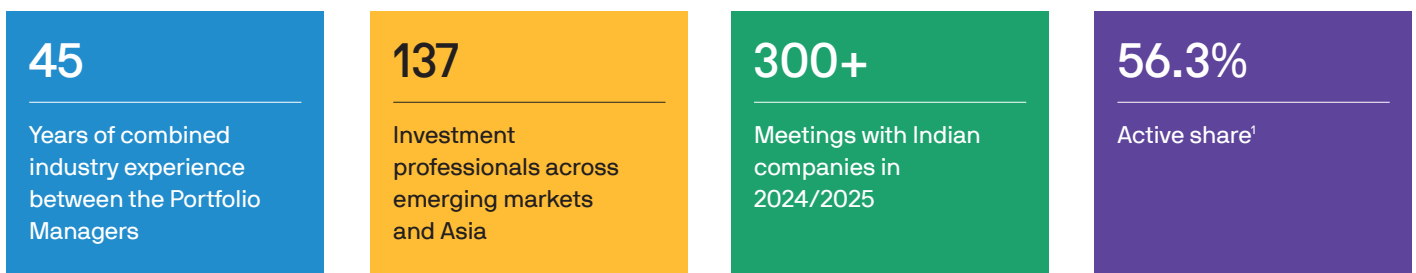 45
Years of combined
industry experience
between the Portfolio
Managers
137
Investment
professionals across
emerging markets
and Asia
300+
Meetings with Indian
companies in
2024/2025
56.3%
Active share¹